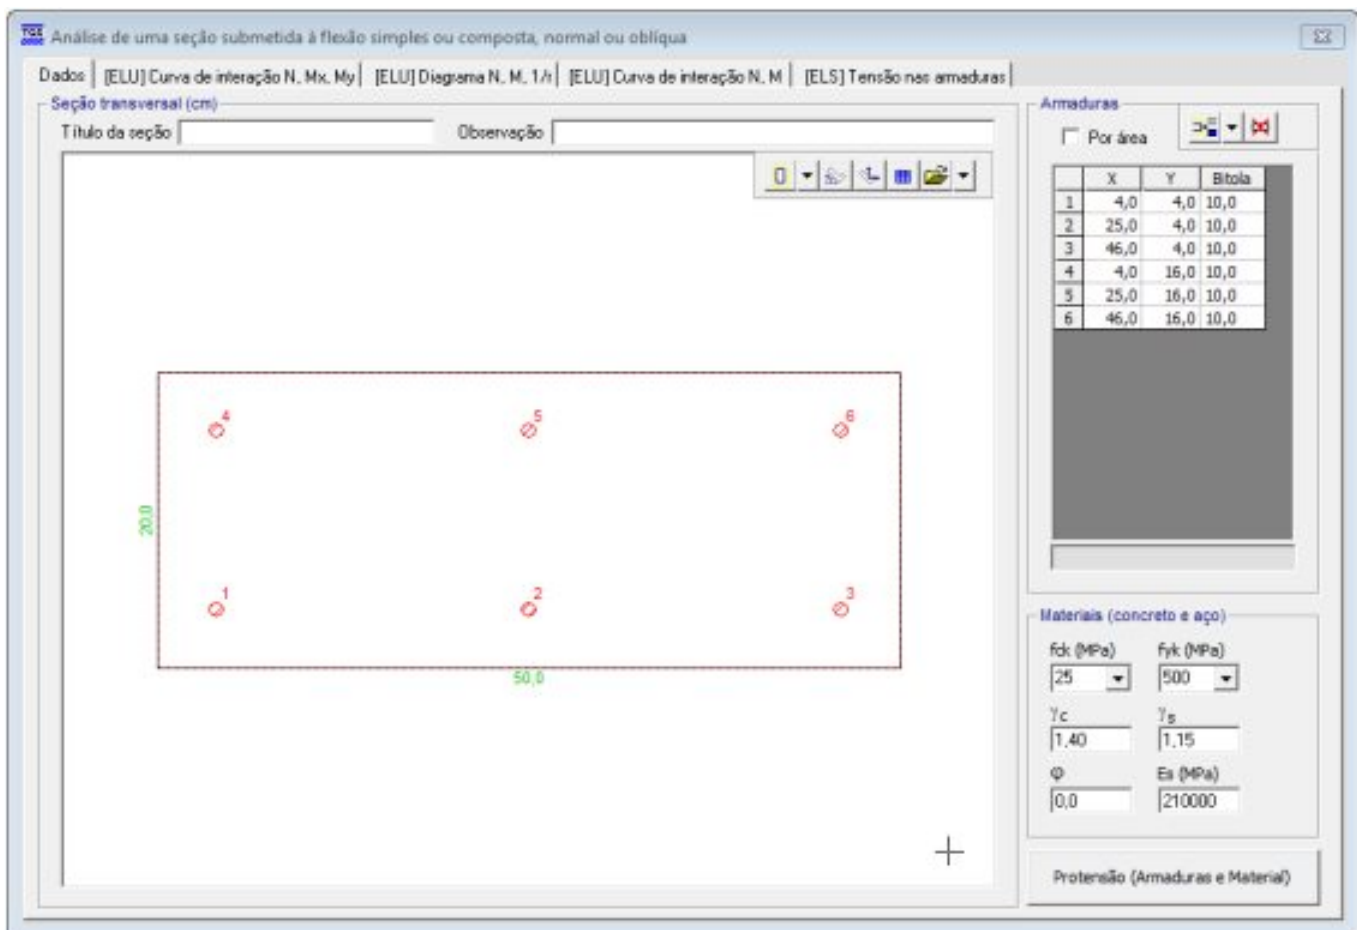 TQS
Análise de uma seção submetida à flexão simples ou composta, normal ou oblíqua
Dados [ELU] Curva de interação N, Mx, My [ELU] Diagrama N, M, 1/r [ELU] Curva de interação N, M [ELS] Tensão nas armaduras
Seção transversal (cm)
Título da seção Observação
4 5 6
20,0
1 2 3
50,0
Armaduras
Por área
X Y Bitola
1 4,0 4,0 10,0
2 25,0 4,0 10,0
3 46,0 4,0 10,0
4 4,0 16,0 10,0
5 25,0 16,0 10,0
6 46,0 16,0 10,0
Materiais (concreto e aço)
fck (MPa) fyk (MPa)
25 500
γc γs
1,40 1,15
φ Es (MPa)
0,0 210000
Protensão (Armaduras e Material)